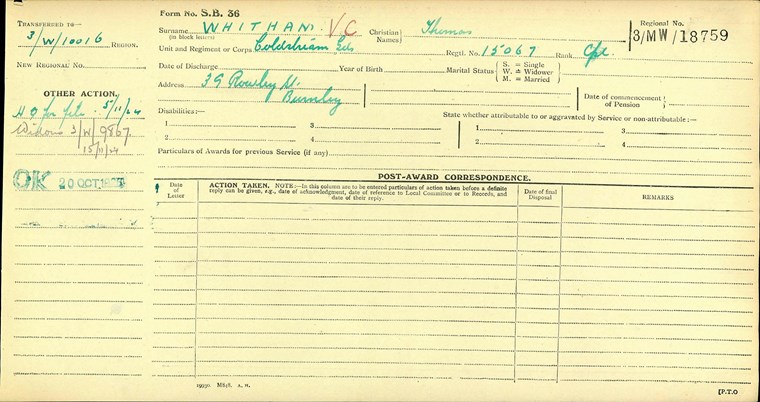 Form No. S.B. 36
TRANSFERRED TO—
3/W/10016 REGION.
NEW REGIONAL No.
OTHER ACTION.
H Q for file 5/11/24
Widows 3/W/9867.
15/11/24
OK 20 OCT
Surname WHITHAM V.C
(in block letters)
Christian Names Thomas
Regional No.
3/MW/18759
Unit and Regiment or Corps Coldstream Gds
Regtl. No. 15067 Rank Cpl
Date of Discharge Year of Birth Marital Status
S. = Single
W. = Widower
M. = Married
Address 39 Rowley St.
Burnley
Date of commencement of Pension
Disabilities:—
1 3
2 4
State whether attributable to or aggravated by Service or non-attributable:—
1 3
2 4
Particulars of Awards for previous Service (if any)
POST-AWARD CORRESPONDENCE.
Date of Letter
ACTION TAKEN. NOTE:—In this column are to be entered particulars of action taken before a definite
reply can be given, e.g., date of acknowledgment, date of reference to Local Committee or to Records, and
date of their reply.
Date of final Disposal
REMARKS
19330. M818. A. H.
[P.T.O